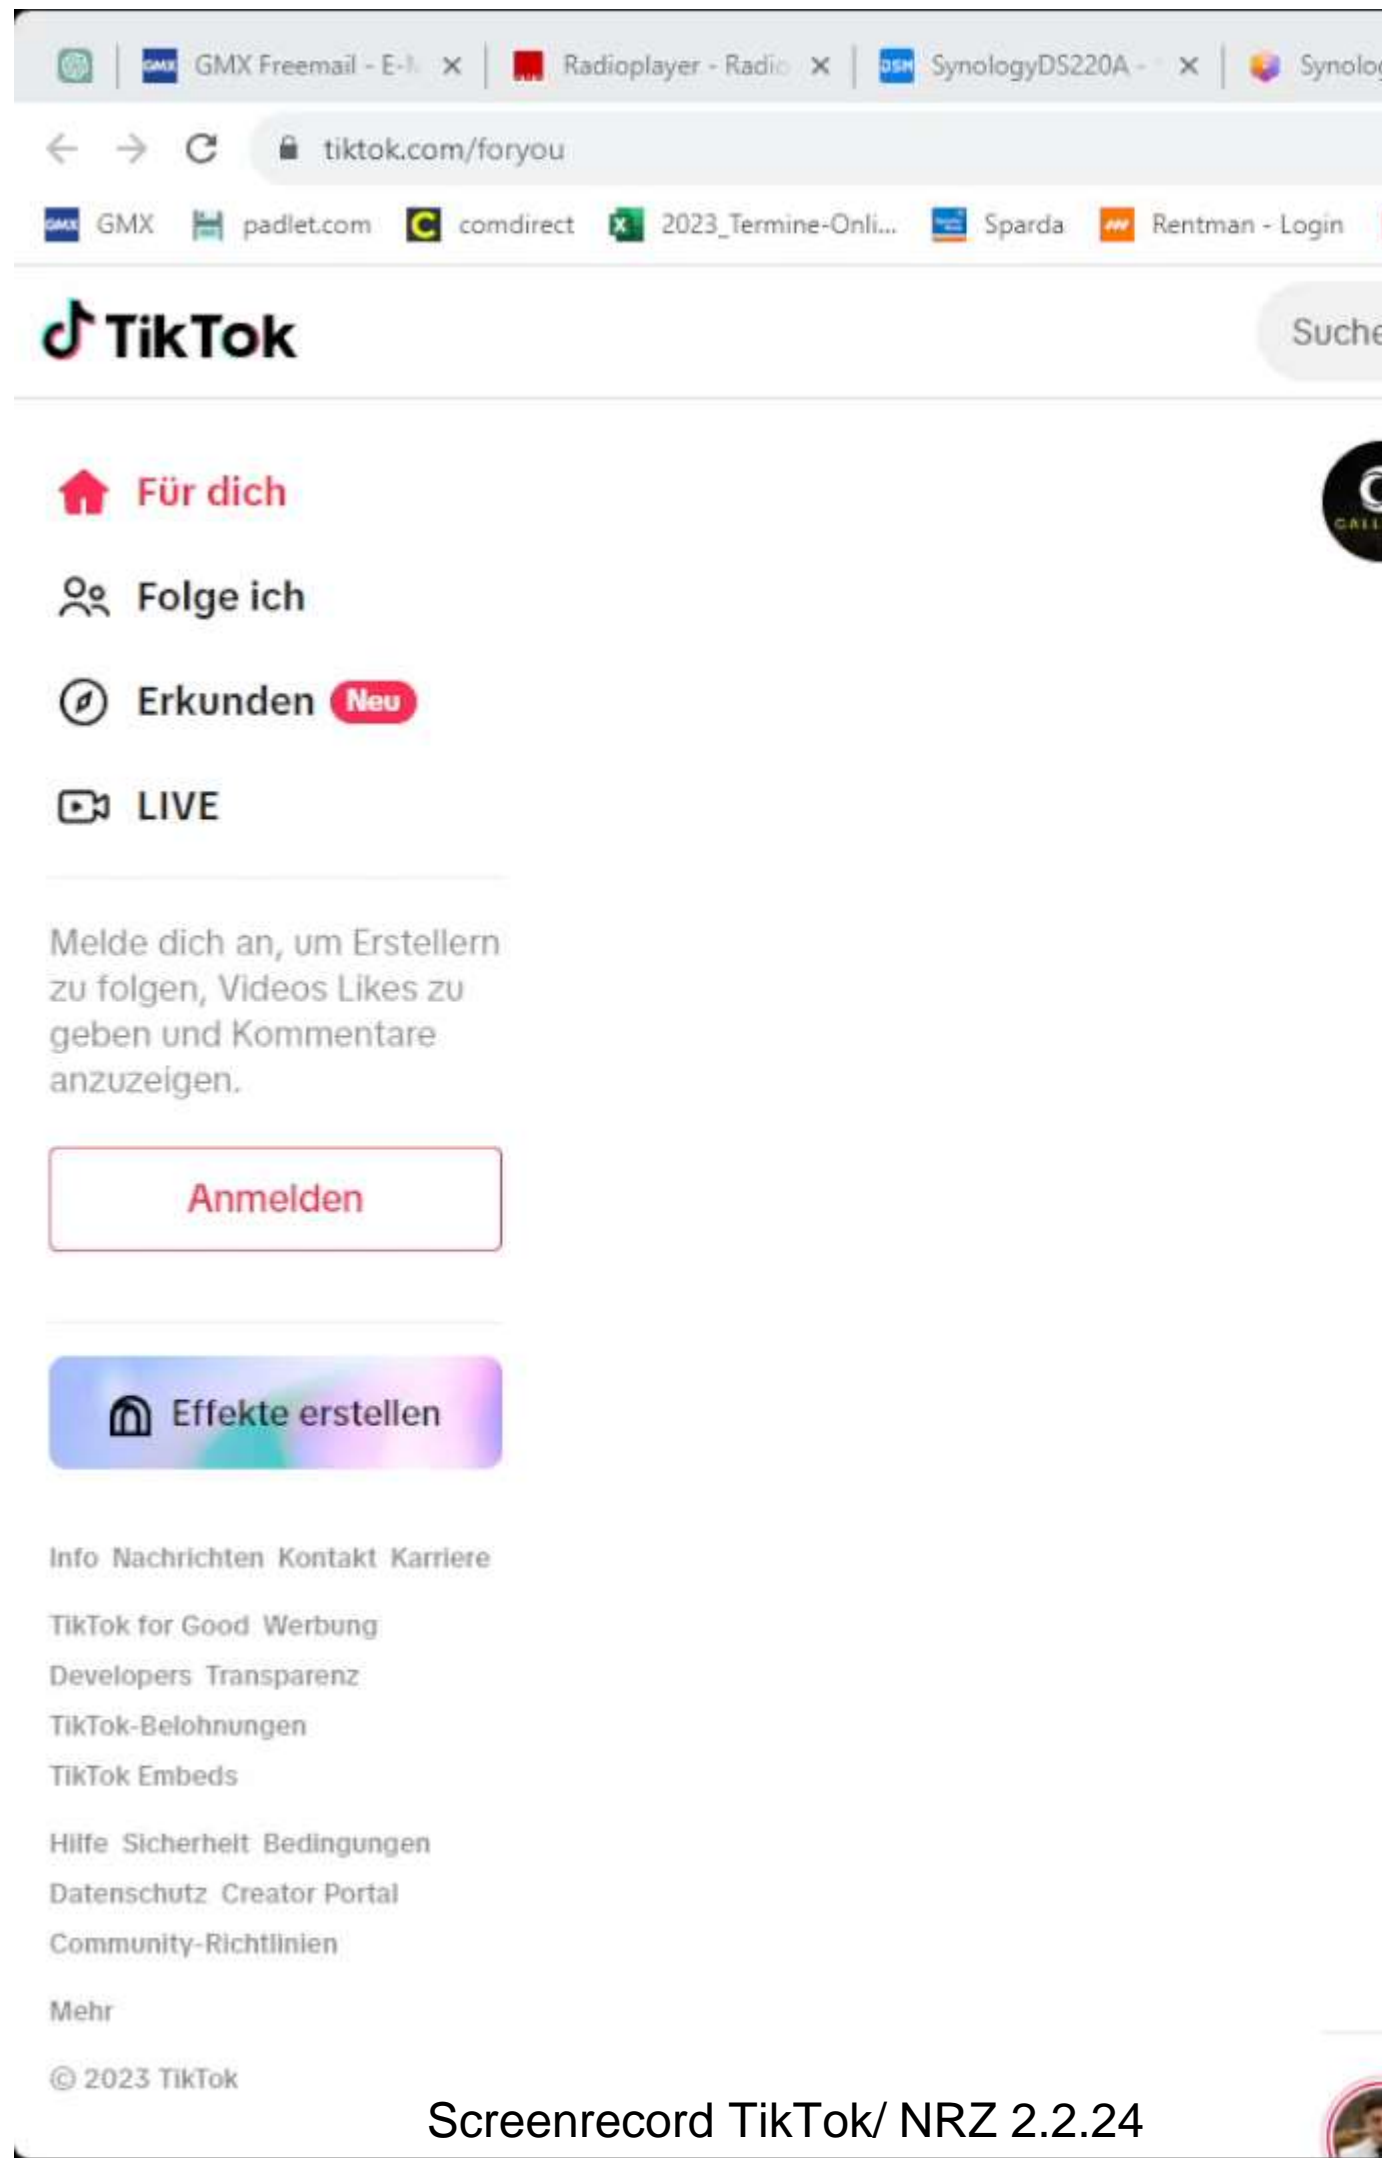 GMX Freemail - E-M
Radioplayer - Radio
SynologyDS220A -
Synolog
tiktok.com/foryou
GMX
padlet.com
comdirect
2023_Termine-Onli...
Sparda
Rentman - Login
TikTok
Suche
Für dich
Folge ich
Erkunden Neu
LIVE
Melde dich an, um Erstellern
zu folgen, Videos Likes zu
geben und Kommentare
anzuzeigen.
Anmelden
Effekte erstellen
Info Nachrichten Kontakt Karriere
TikTok for Good Werbung
Developers Transparenz
TikTok-Belohnungen
TikTok Embeds
Hilfe Sicherheit Bedingungen
Datenschutz Creator Portal
Community-Richtlinien
Mehr
© 2023 TikTok
Screenrecord TikTok/ NRZ 2.2.24